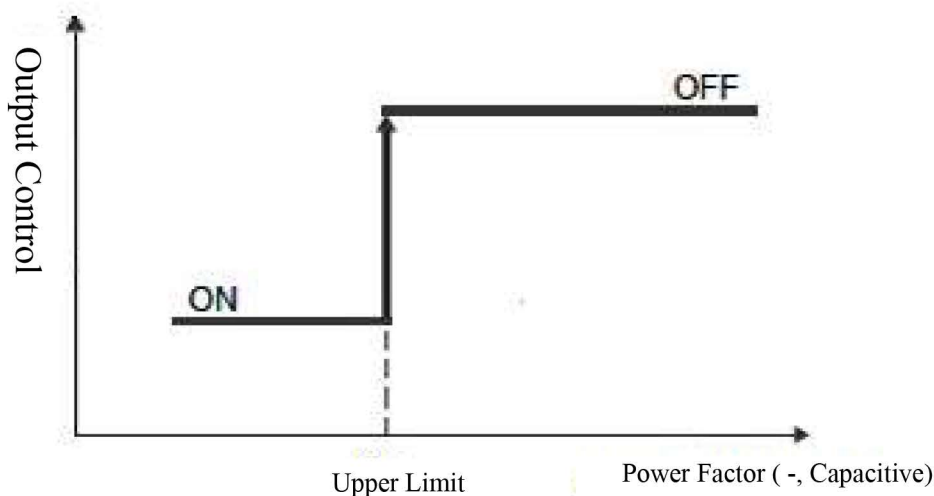 Output Control
OFF
ON
Upper Limit
Power Factor ( -, Capacitive)